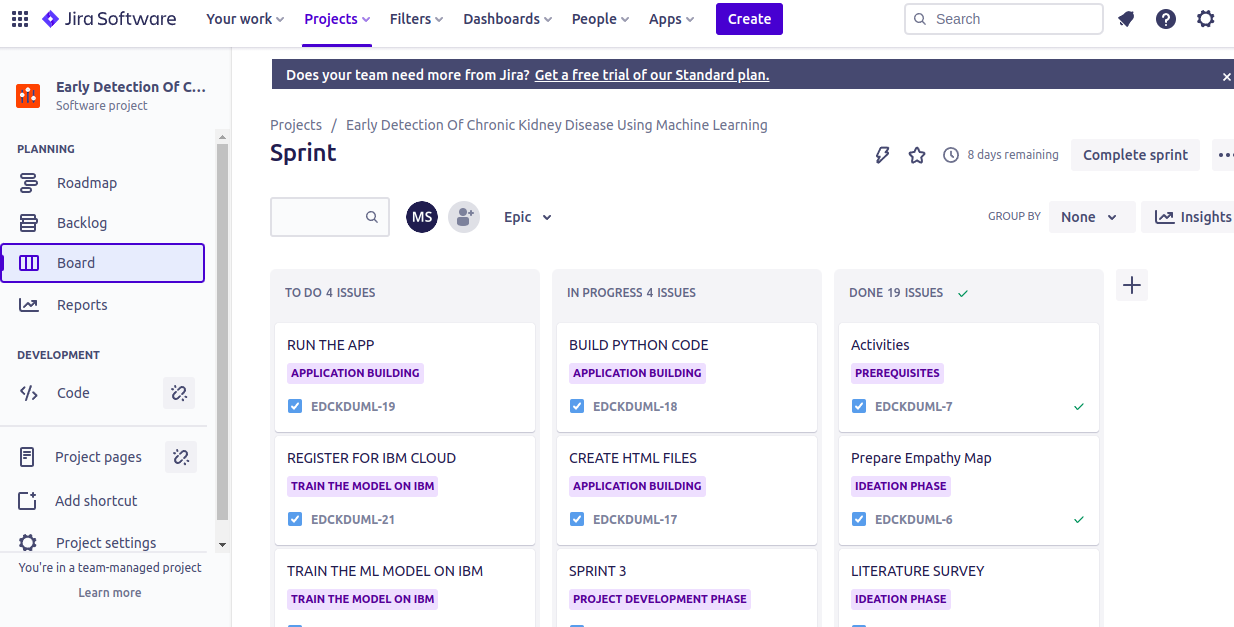 Jira Software
Your work
Projects
Filters
Dashboards
People
Apps
Create
Search
Early Detection Of C...
Software project
PLANNING
Roadmap
Backlog
Board
Reports
DEVELOPMENT
Code
Project pages
Add shortcut
Project settings
You're in a team-managed project
Learn more
Does your team need more from Jira? Get a free trial of our Standard plan.
Projects / Early Detection Of Chronic Kidney Disease Using Machine Learning
Sprint
8 days remaining
Complete sprint
MS
Epic
GROUP BY
None
Insights
TO DO 4 ISSUES
RUN THE APP
APPLICATION BUILDING
EDCKDUML-19
REGISTER FOR IBM CLOUD
TRAIN THE MODEL ON IBM
EDCKDUML-21
TRAIN THE ML MODEL ON IBM
TRAIN THE MODEL ON IBM
IN PROGRESS 4 ISSUES
BUILD PYTHON CODE
APPLICATION BUILDING
EDCKDUML-18
CREATE HTML FILES
APPLICATION BUILDING
EDCKDUML-17
SPRINT 3
PROJECT DEVELOPMENT PHASE
DONE 19 ISSUES
Activities
PREREQUISITES
EDCKDUML-7
Prepare Empathy Map
IDEATION PHASE
EDCKDUML-6
LITERATURE SURVEY
IDEATION PHASE